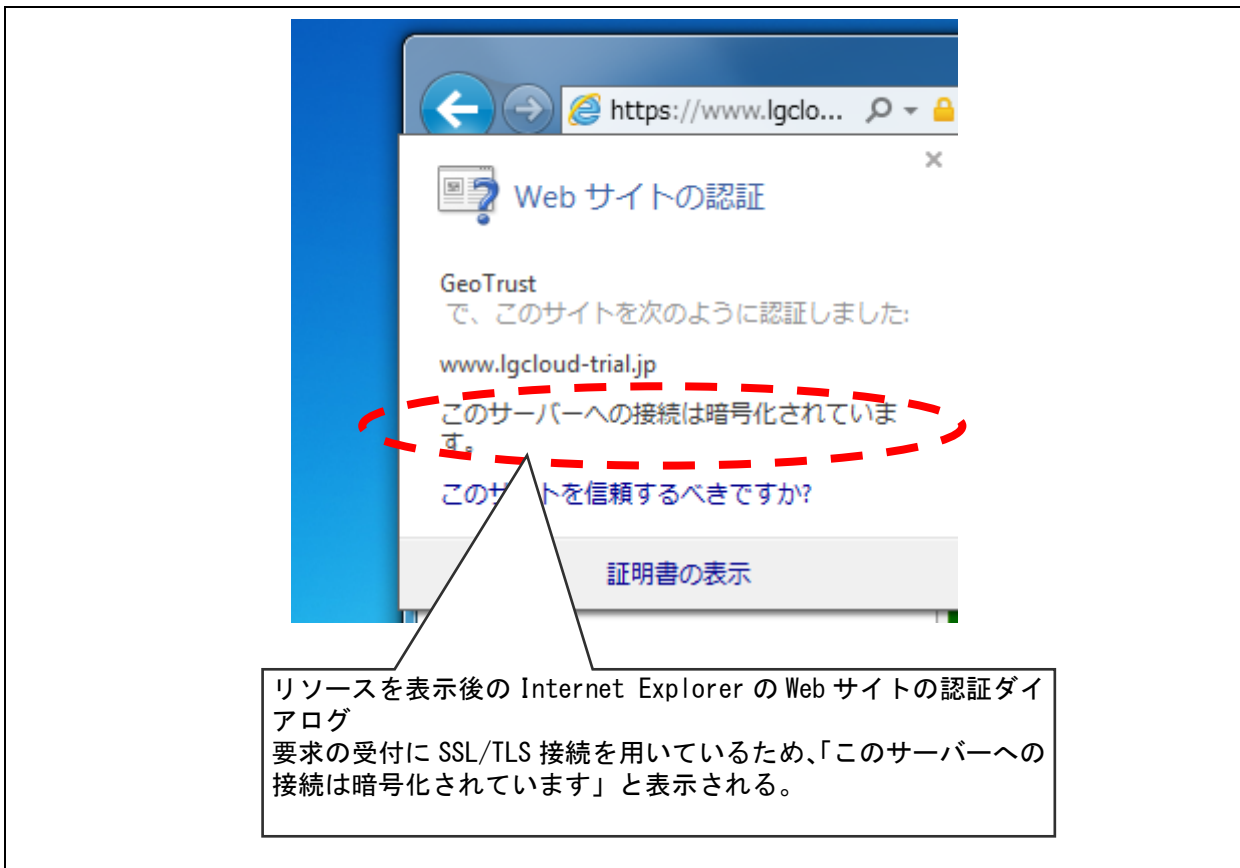 https://www.lgclo...
Web サイトの認証
GeoTrust
で、このサイトを次のように認証しました:
www.lgcloud-trial.jp
このサーバーへの接続は暗号化されていま
す。
このサイトを信頼するべきですか?
証明書の表示
リソースを表示後の Internet Explorer の Web サイトの認証ダイ
アログ
要求の受付に SSL/TLS 接続を用いているため、「このサーバーへの
接続は暗号化されています」と表示される。